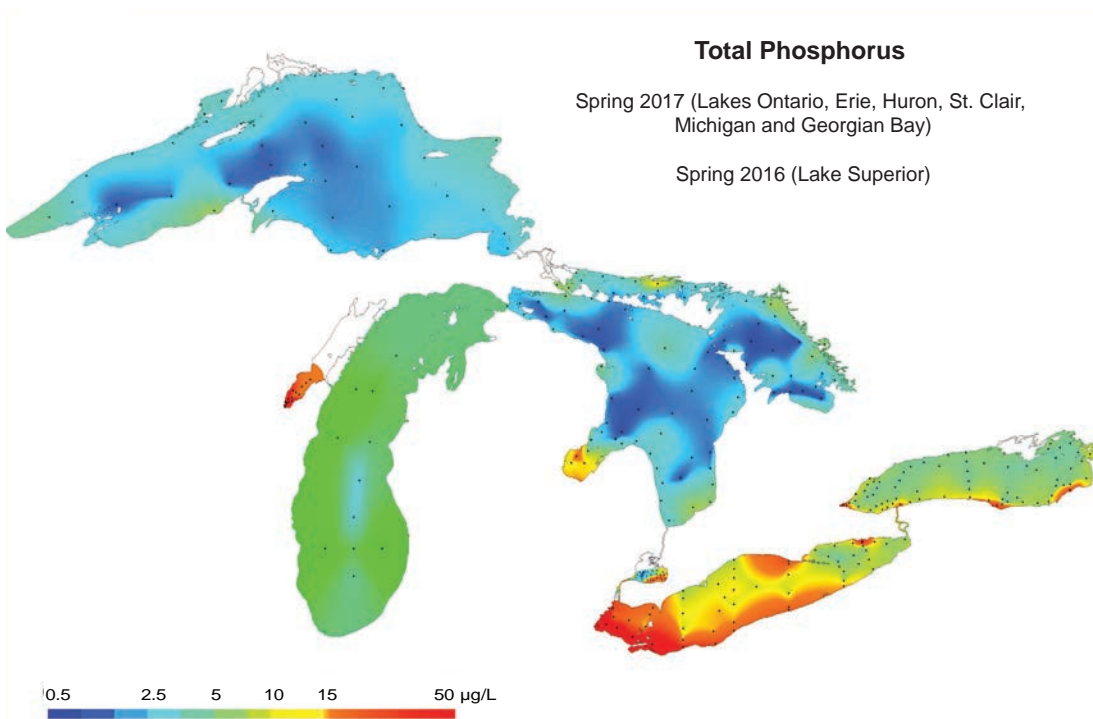 Total Phosphorus
Spring 2017 (Lakes Ontario, Erie, Huron, St. Clair,
Michigan and Georgian Bay)
Spring 2016 (Lake Superior)
0.5 2.5 5 10 15 50 µg/L